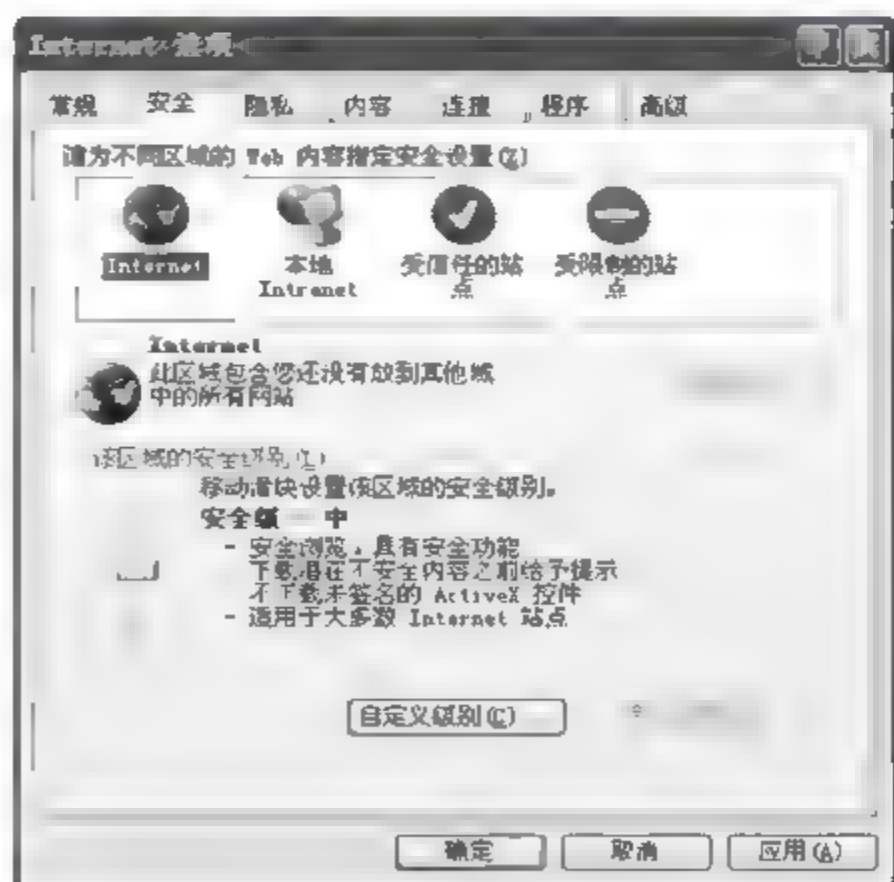 Internet 选项
常规 安全 隐私 内容 连接 程序 高级
请为不同区域的 Web 内容指定安全设置(Z)
Internet
本地
Intranet
受信任的站
点
受限制的站
点
Internet
此区域包含您还没有放到其他域
中的所有网站
该区域的安全级别(L)
移动滑块设置该区域的安全级别。
安全级 - 中
- 安全浏览，具有安全功能
下载潜在不安全内容之前给予提示
不下载未签名的 ActiveX 控件
- 适用于大多数 Internet 站点
自定义级别(C)
确定 取消 应用(A)